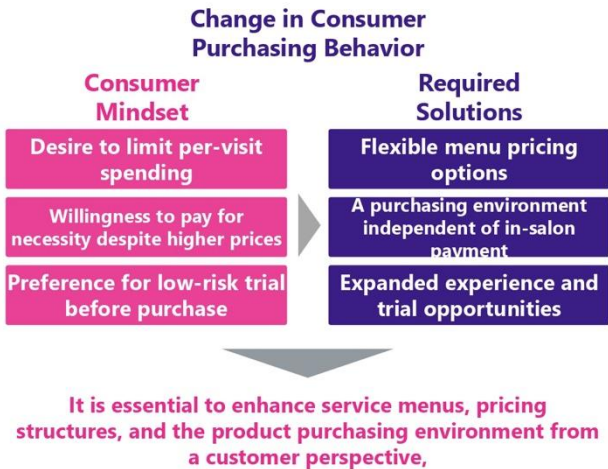 Change in Consumer
Purchasing Behavior
Consumer
Mindset
Required
Solutions
Desire to limit per-visit
spending
Flexible menu pricing
options
Willingness to pay for
necessity despite higher prices
A purchasing environment
independent of in-salon
payment
Preference for low-risk trial
before purchase
Expanded experience and
trial opportunities
It is essential to enhance service menus, pricing
structures, and the product purchasing environment from
a customer perspective,